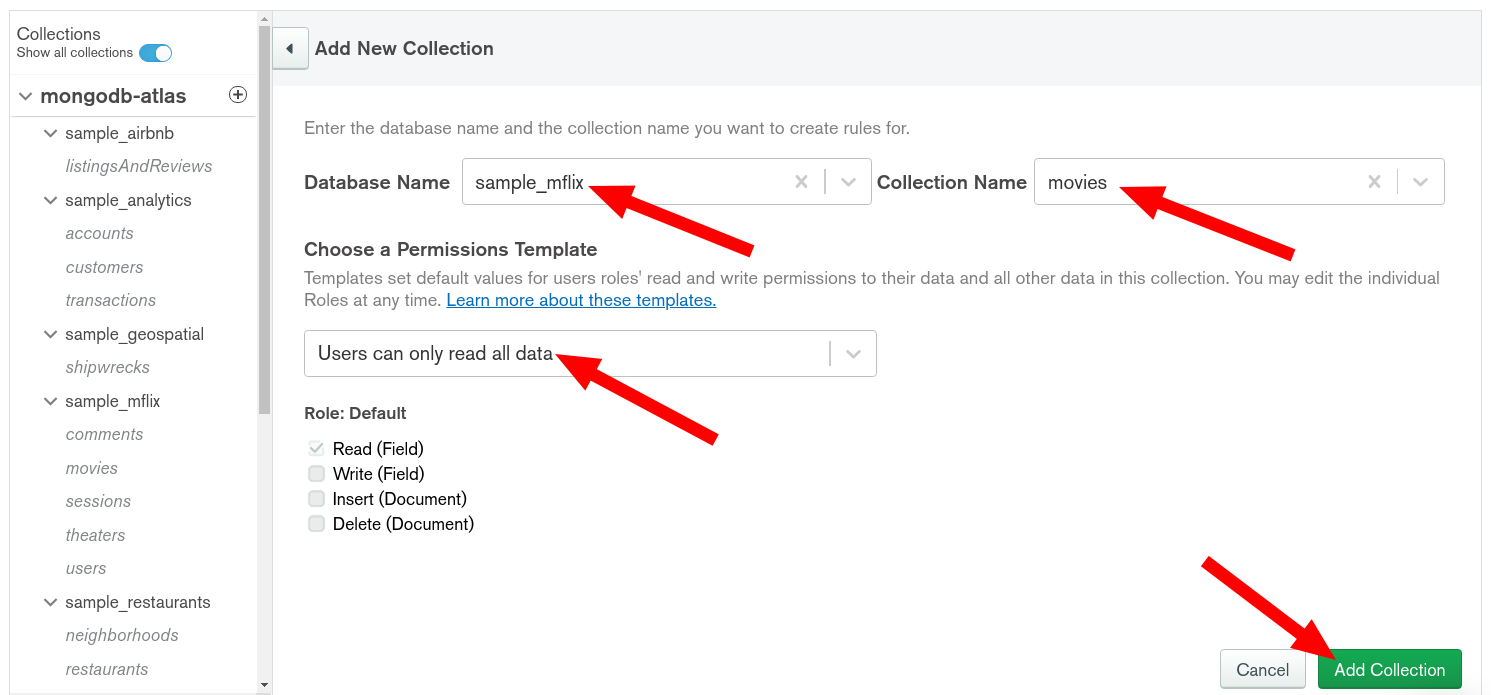 Collections
Show all collections
mongodb-atlas
sample_airbnb
listingsAndReviews
sample_analytics
accounts
customers
transactions
sample_geospatial
shipwrecks
sample_mflix
comments
movies
sessions
theaters
users
sample_restaurants
neighborhoods
restaurants
Add New Collection
Enter the database name and the collection name you want to create rules for.
Database Name sample_mflix Collection Name movies
Choose a Permissions Template
Templates set default values for users roles' read and write permissions to their data and all other data in this collection. You may edit the individual
Roles at any time. Learn more about these templates.
Users can only read all data
Role: Default
Read (Field)
Write (Field)
Insert (Document)
Delete (Document)
Cancel Add Collection